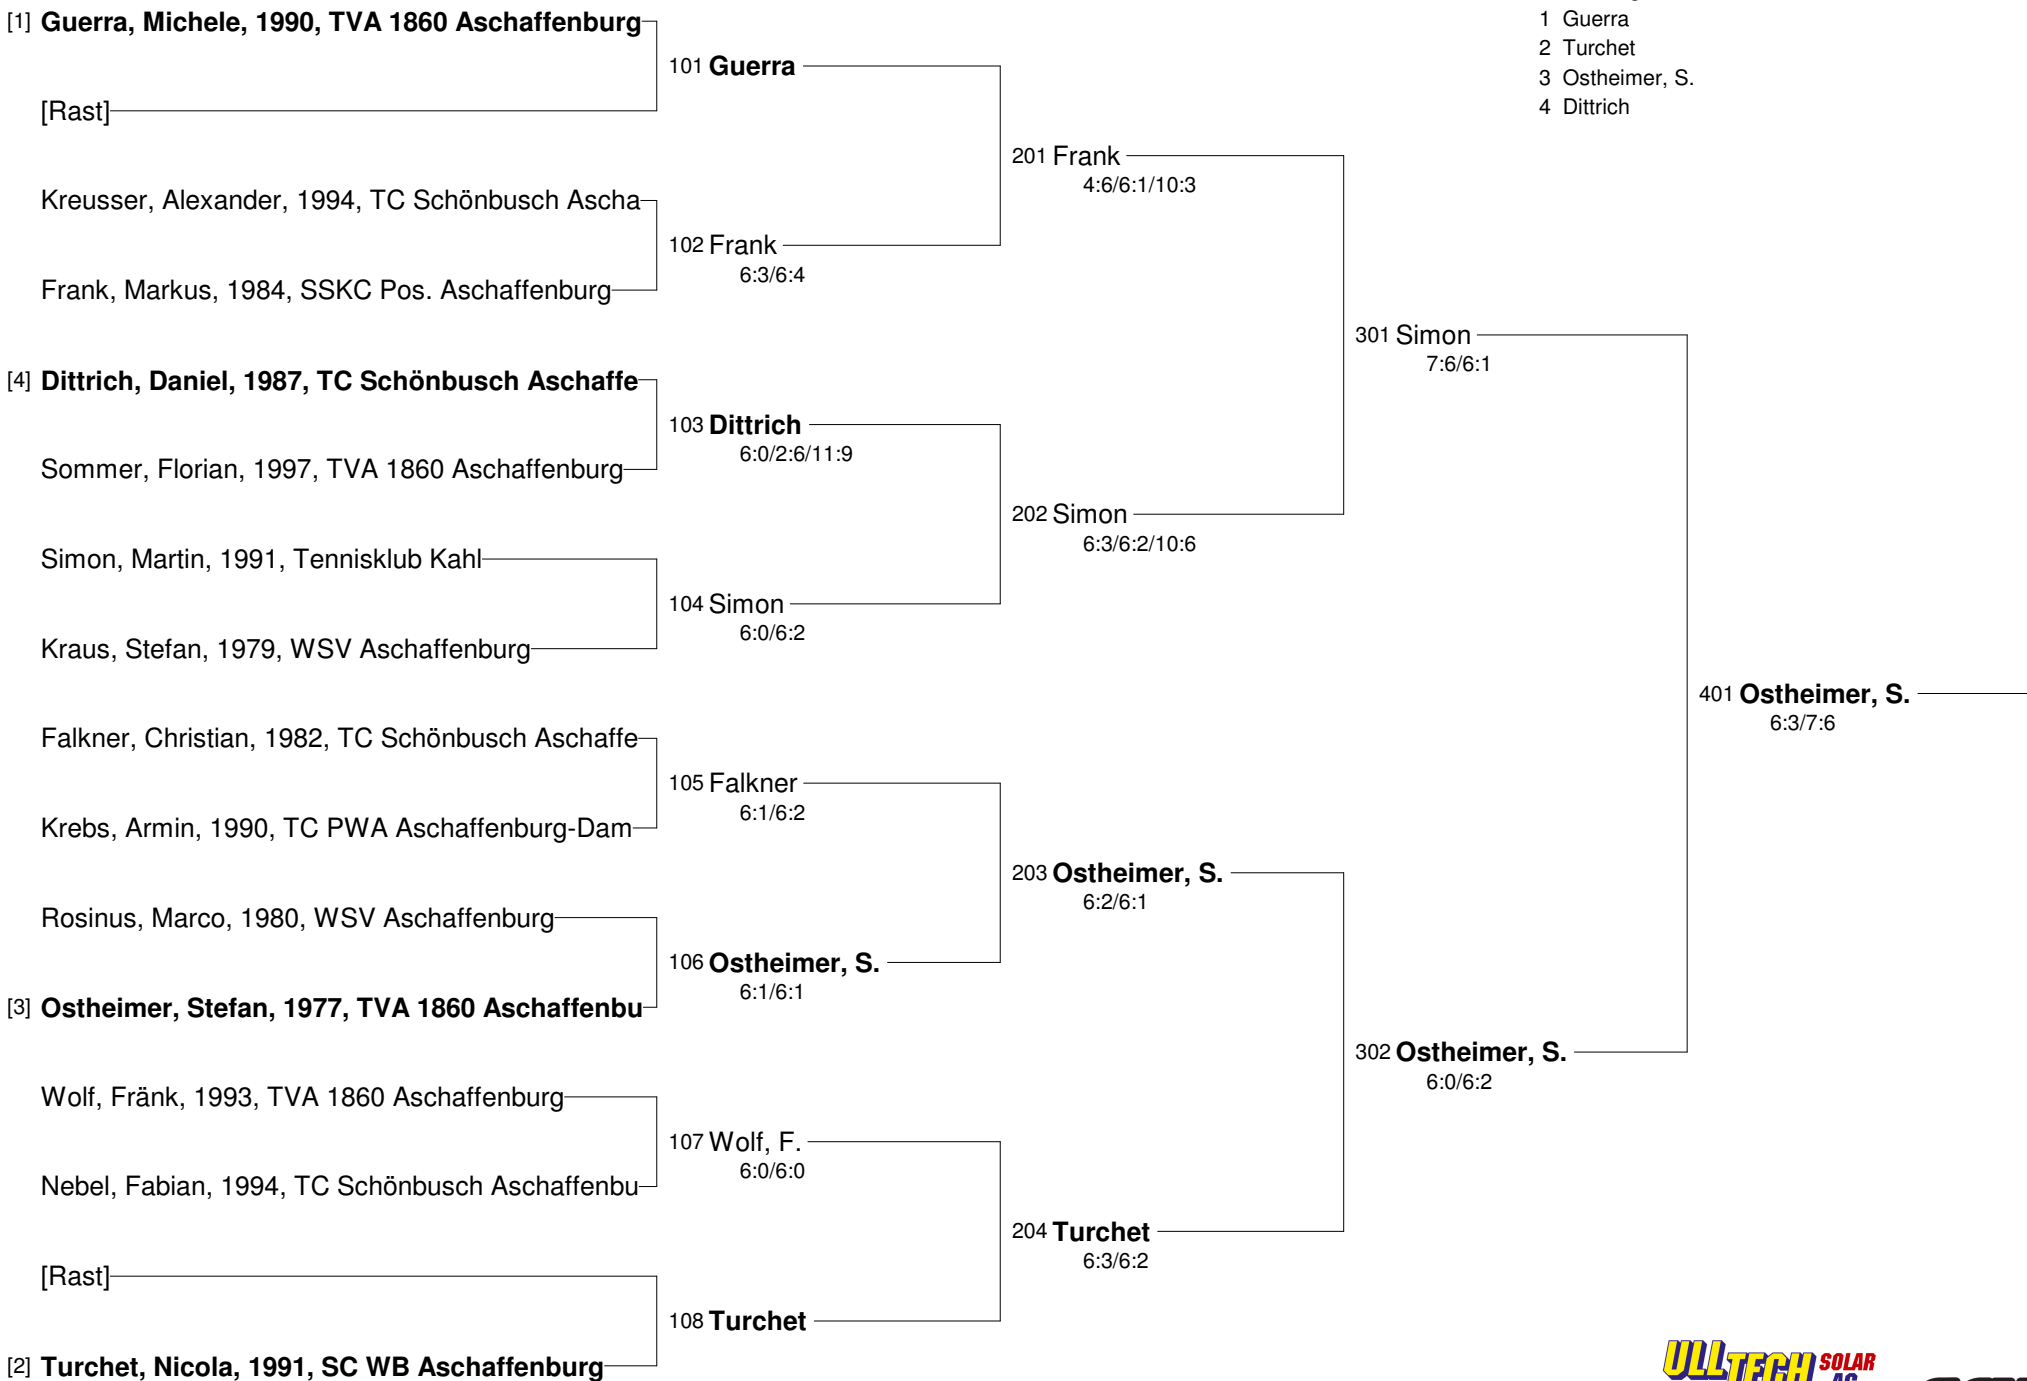 [1] Guerra, Michele, 1990, TVA 1860 Aschaffenburg
1 Guerra
2 Turchet
3 Ostheimer, S.
4 Dittrich
101 Guerra
[Rast]
201 Frank
4:6/6:1/10:3
Kreusser, Alexander, 1994, TC Schönbusch Ascha
102 Frank
6:3/6:4
Frank, Markus, 1984, SSKC Pos. Aschaffenburg
301 Simon
7:6/6:1
[4] Dittrich, Daniel, 1987, TC Schönbusch Aschaffe
103 Dittrich
6:0/2:6/11:9
Sommer, Florian, 1997, TVA 1860 Aschaffenburg
202 Simon
6:3/6:2/10:6
Simon, Martin, 1991, Tennisklub Kahl
104 Simon
6:0/6:2
Kraus, Stefan, 1979, WSV Aschaffenburg
401 Ostheimer, S.
6:3/7:6
Falkner, Christian, 1982, TC Schönbusch Aschaffe
105 Falkner
6:1/6:2
Krebs, Armin, 1990, TC PWA Aschaffenburg-Dam
203 Ostheimer, S.
6:2/6:1
Rosinus, Marco, 1980, WSV Aschaffenburg
106 Ostheimer, S.
6:1/6:1
[3] Ostheimer, Stefan, 1977, TVA 1860 Aschaffenbu
302 Ostheimer, S.
6:0/6:2
Wolf, Fränk, 1993, TVA 1860 Aschaffenburg
107 Wolf, F.
6:0/6:0
Nebel, Fabian, 1994, TC Schönbusch Aschaffenbu
204 Turchet
6:3/6:2
[Rast]
108 Turchet
[2] Turchet, Nicola, 1991, SC WB Aschaffenburg
ULLTECH SOLAR
AG